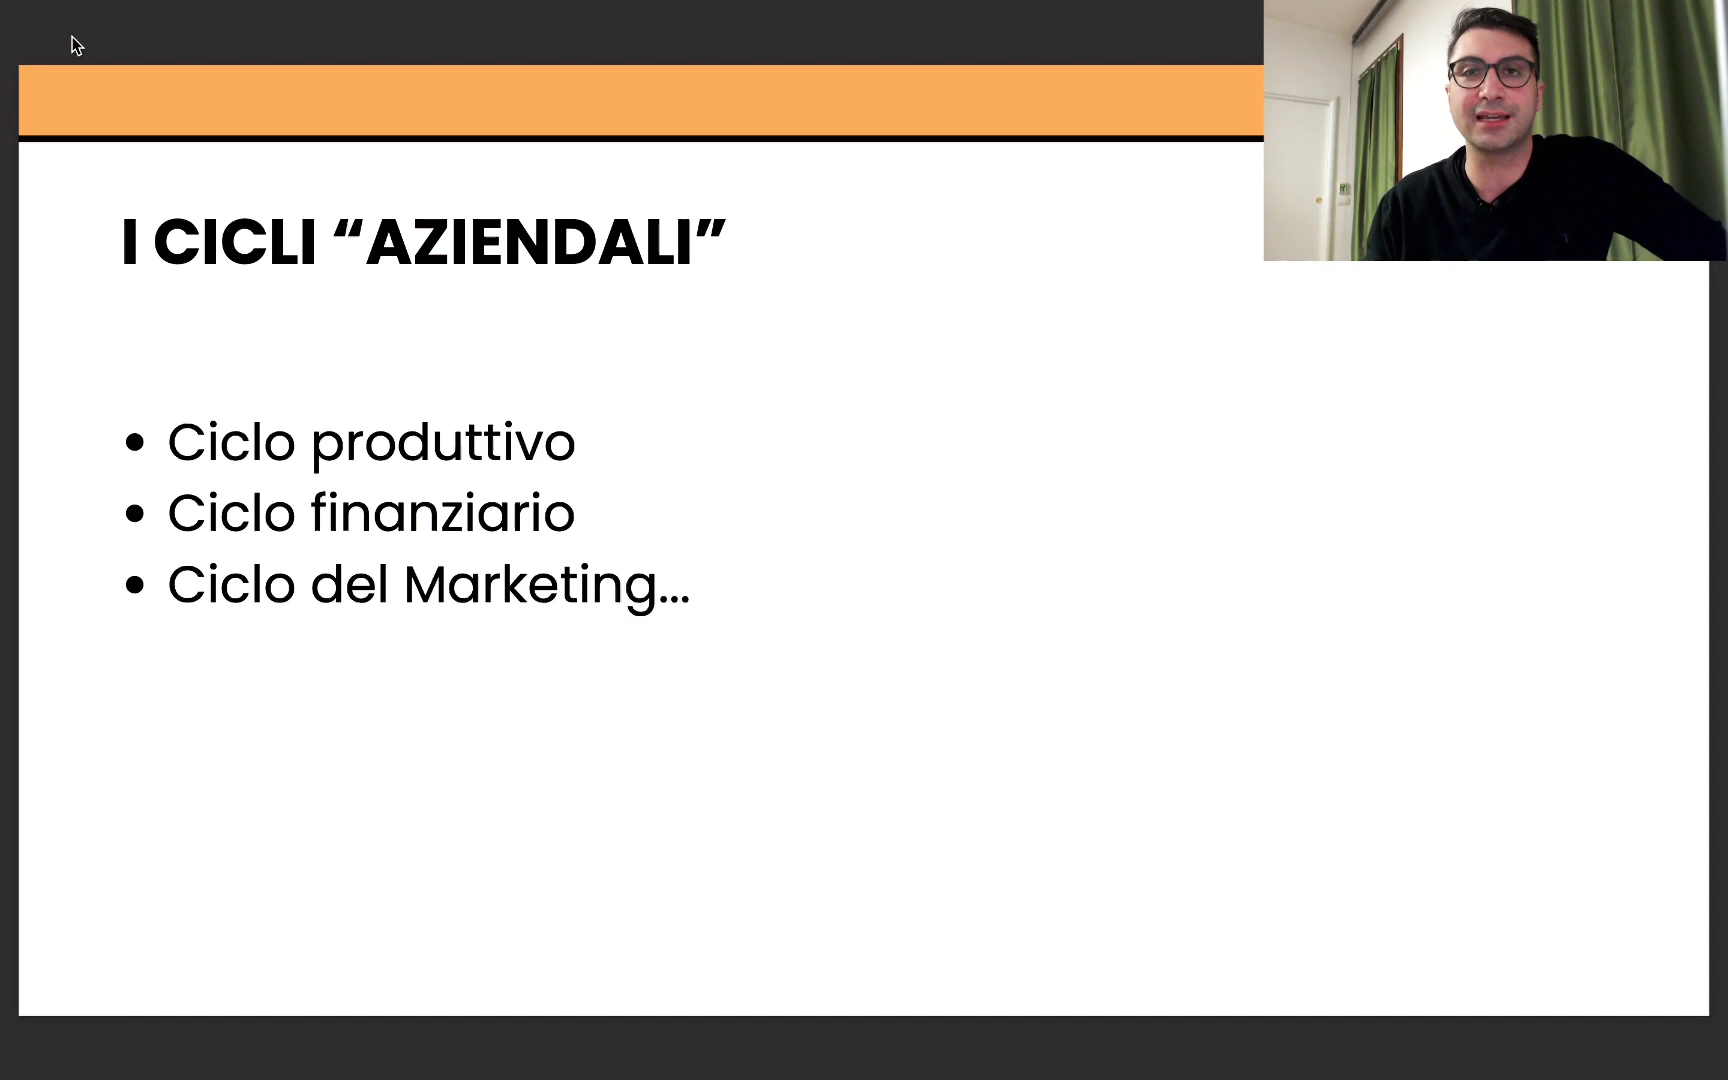 I CICLI “AZIENDALI”
• Ciclo produttivo
• Ciclo finanziario
• Ciclo del Marketing...